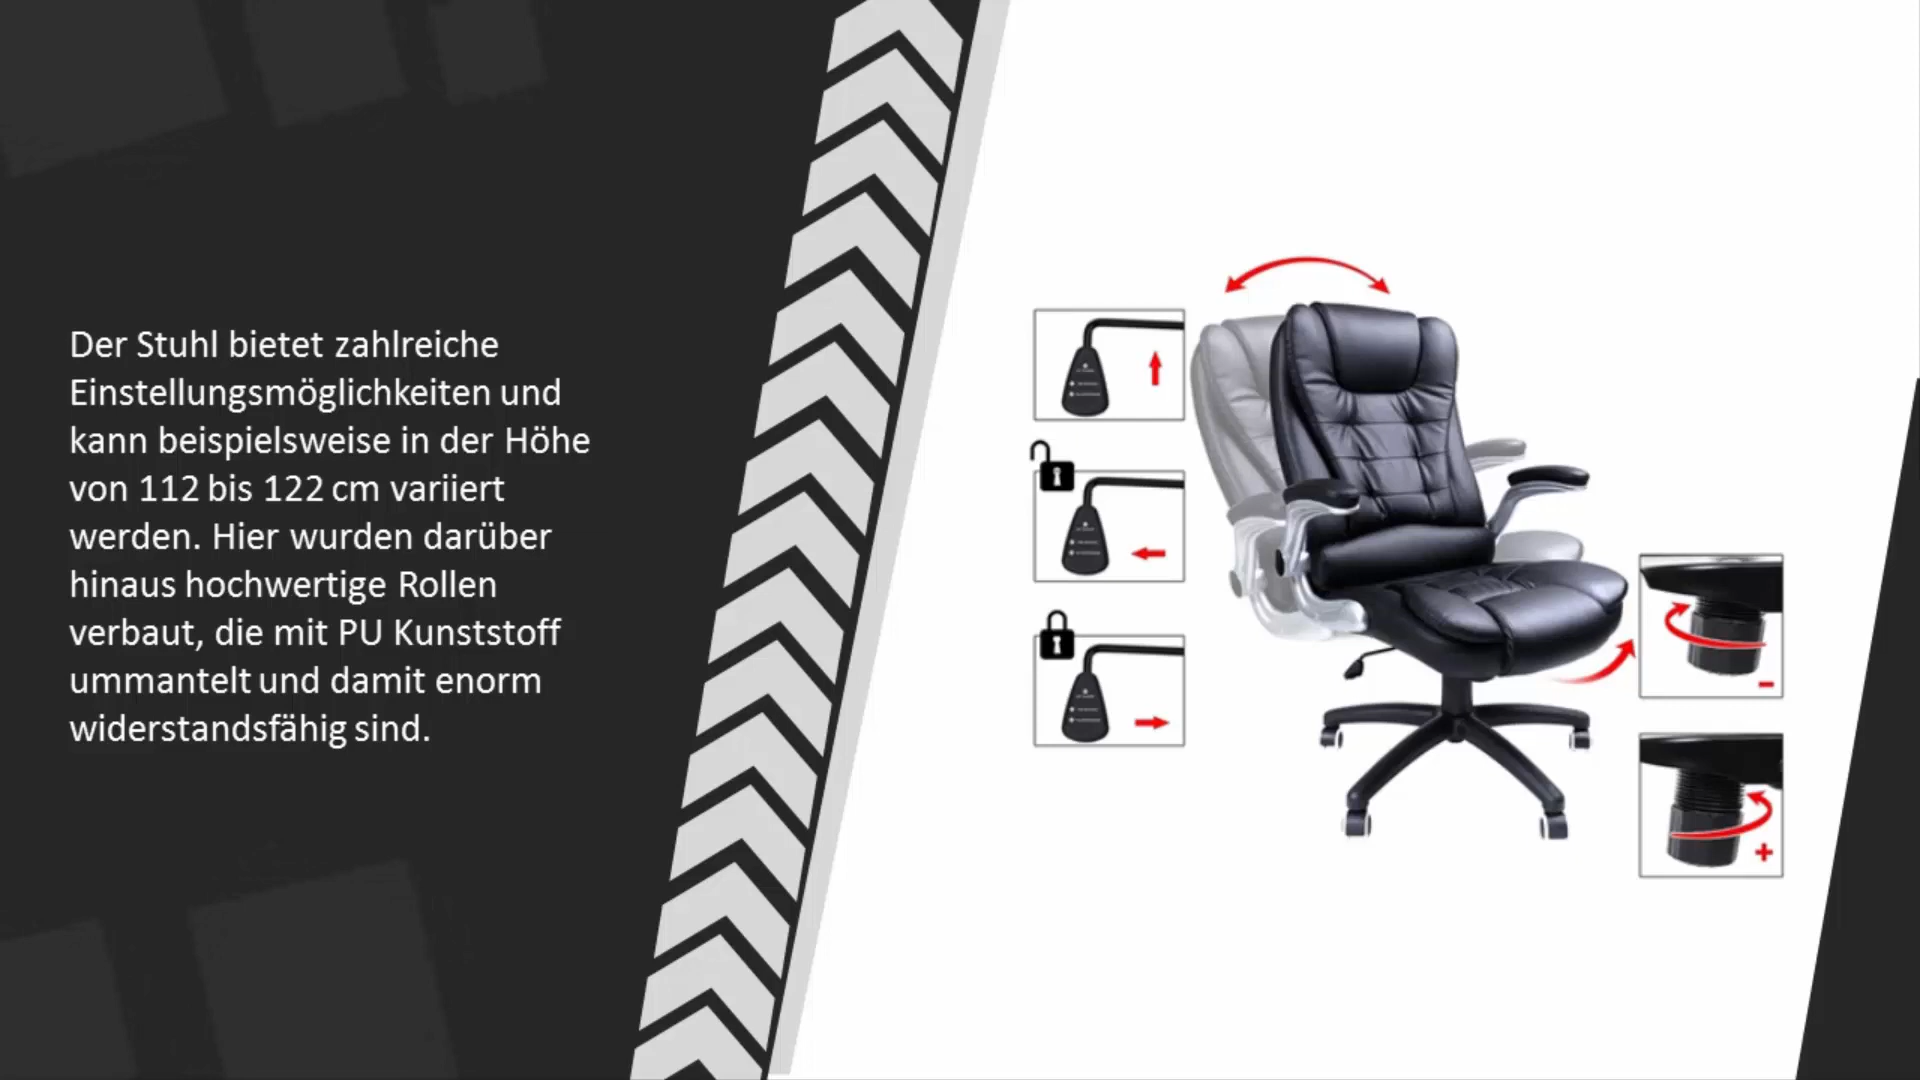 Der Stuhl bietet zahlreiche
Einstellungsmöglichkeiten und
kann beispielsweise in der Höhe
von 112 bis 122 cm variiert
werden. Hier wurden darüber
hinaus hochwertige Rollen
verbaut, die mit PU Kunststoff
ummantelt und damit enorm
widerstandsfähig sind.